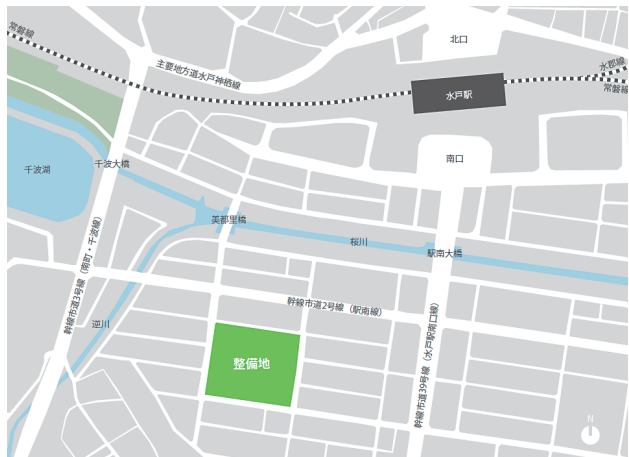 常磐線
北口
主要地方道水戸神栖線
水郡線
常磐線
水戸駅
千波大橋
千波湖
南口
美都里橋
桜川
駅南大橋
幹線市道3号線（南町・千波線）
幹線市道2号線（駅南線）
逆川
整備地
幹線市道39号線（水戸駅南口線）
N